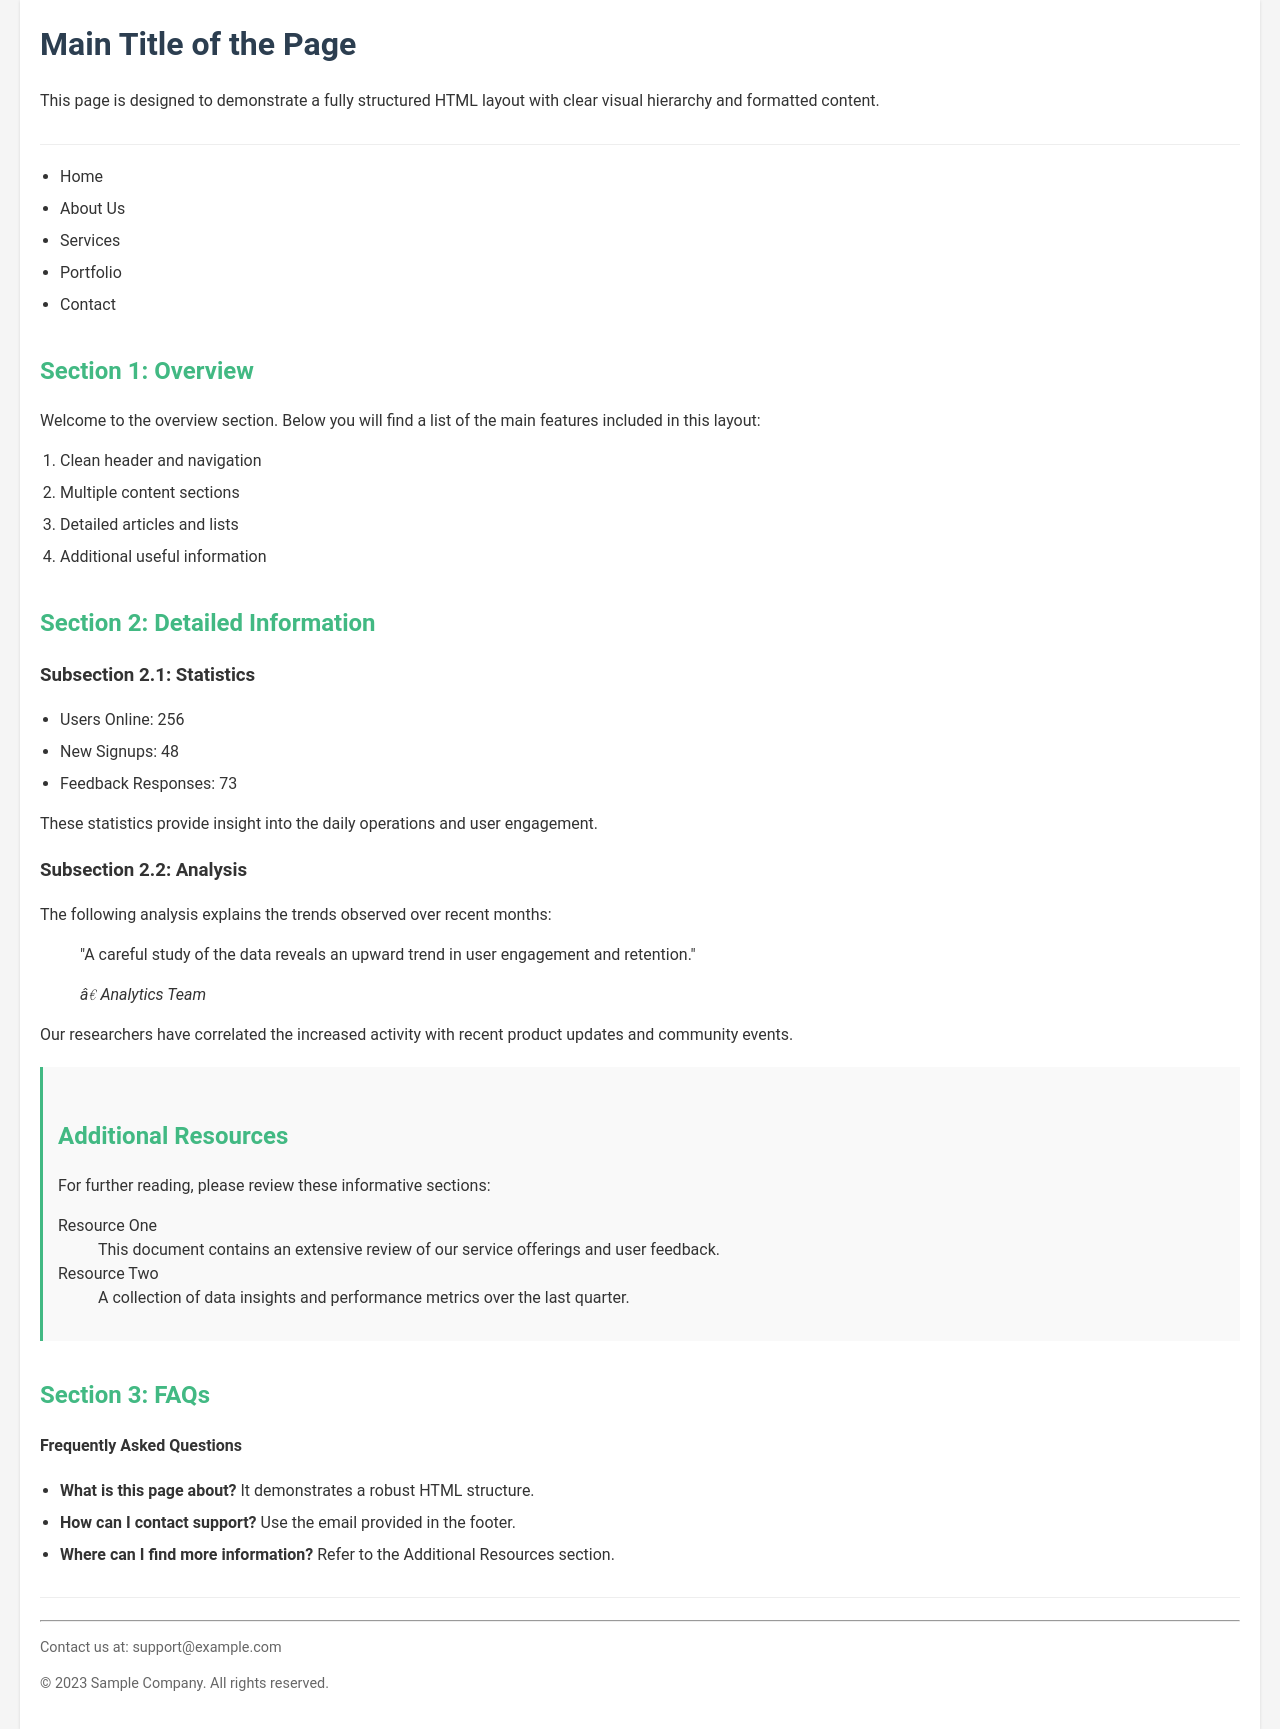 Main Title of the Page
This page is designed to demonstrate a fully structured HTML layout with clear visual hierarchy and formatted content.
• Home
• About Us
• Services
• Portfolio
• Contact
Section 1: Overview
Welcome to the overview section. Below you will find a list of the main features included in this layout:
1. Clean header and navigation
2. Multiple content sections
3. Detailed articles and lists
4. Additional useful information
Section 2: Detailed Information
Subsection 2.1: Statistics
• Users Online: 256
• New Signups: 48
• Feedback Responses: 73
These statistics provide insight into the daily operations and user engagement.
Subsection 2.2: Analysis
The following analysis explains the trends observed over recent months:
"A careful study of the data reveals an upward trend in user engagement and retention."
â€ Analytics Team
Our researchers have correlated the increased activity with recent product updates and community events.
Additional Resources
For further reading, please review these informative sections:
Resource One
This document contains an extensive review of our service offerings and user feedback.
Resource Two
A collection of data insights and performance metrics over the last quarter.
Section 3: FAQs
Frequently Asked Questions
• What is this page about? It demonstrates a robust HTML structure.
• How can I contact support? Use the email provided in the footer.
• Where can I find more information? Refer to the Additional Resources section.
Contact us at: support@example.com
© 2023 Sample Company. All rights reserved.